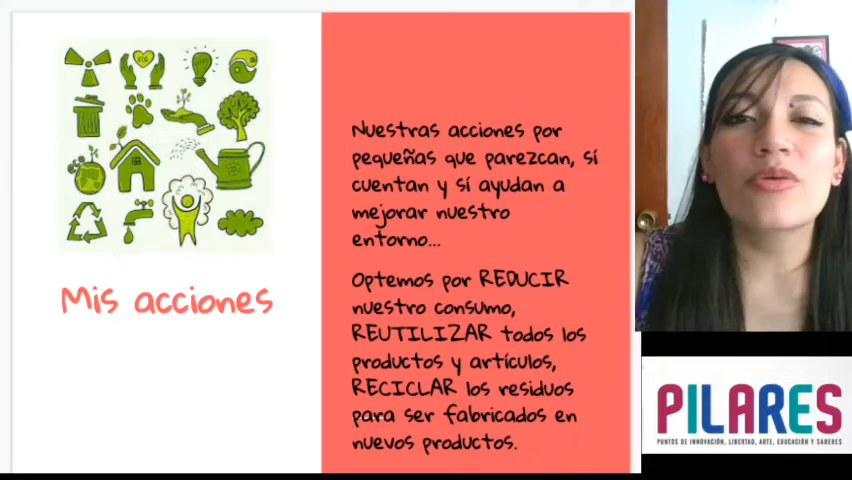 Mis acciones
Nuestras acciones por
pequeñas que parezcan, sí
cuentan y sí ayudan a
mejorar nuestro
entorno...
Optemos por REDUCIR
nuestro consumo,
REUTILIZAR todos los
productos y artículos,
RECICLAR los residuos
para ser fabricados en
nuevos productos.
PILARES
PUNTOS DE INNOVACIÓN, LIBERTAD, ARTE, EDUCACIÓN Y SABERES